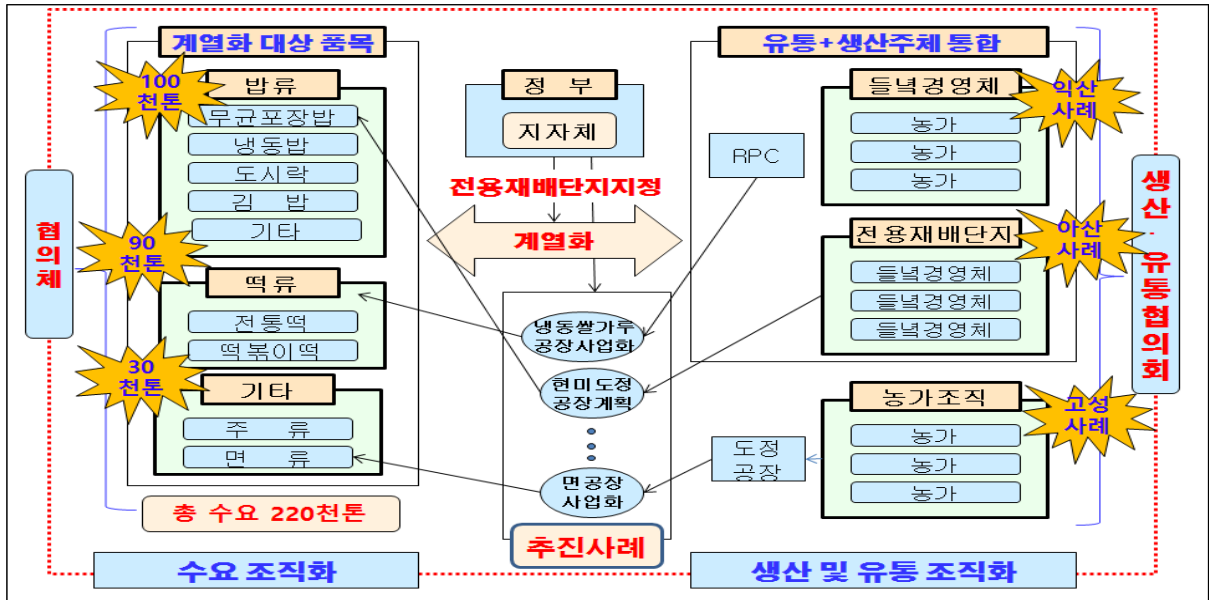 계열화 대상 품목
100
천톤
밥류
무균포장밥
냉동밥
도시락
김 밥
기타
90
천톤
떡류
전통떡
떡볶이떡
30
천톤
기타
주 류
면 류
총 수요 220천톤
협의체
수요 조직화
정 부
지자체
전용재배단지지정
계열화
냉동쌀가루
공장사업화
현미도정
공장계획
면공장
사업화
추진사례
유통+생산주체 통합
RPC
들녘경영체
농가
농가
농가
익산
사례
전용재배단지
들녘경영체
들녘경영체
들녘경영체
아산
사례
농가조직
농가
농가
농가
고성
사례
도정
공장
생산·유통협의회
생산 및 유통 조직화